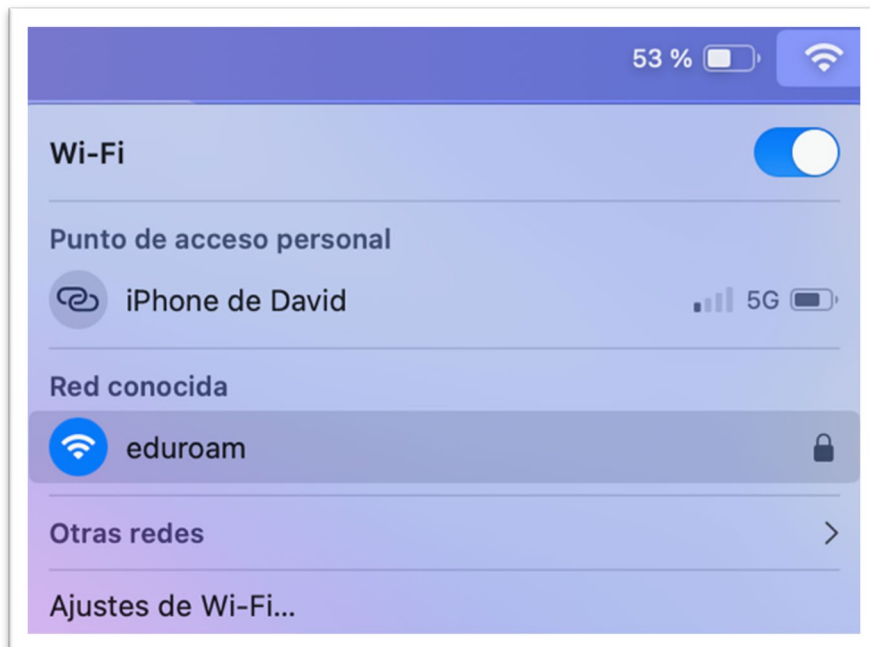 53 %
Wi-Fi
Punto de acceso personal
iPhone de David 5G
Red conocida
eduroam
Otras redes
Ajustes de Wi-Fi...